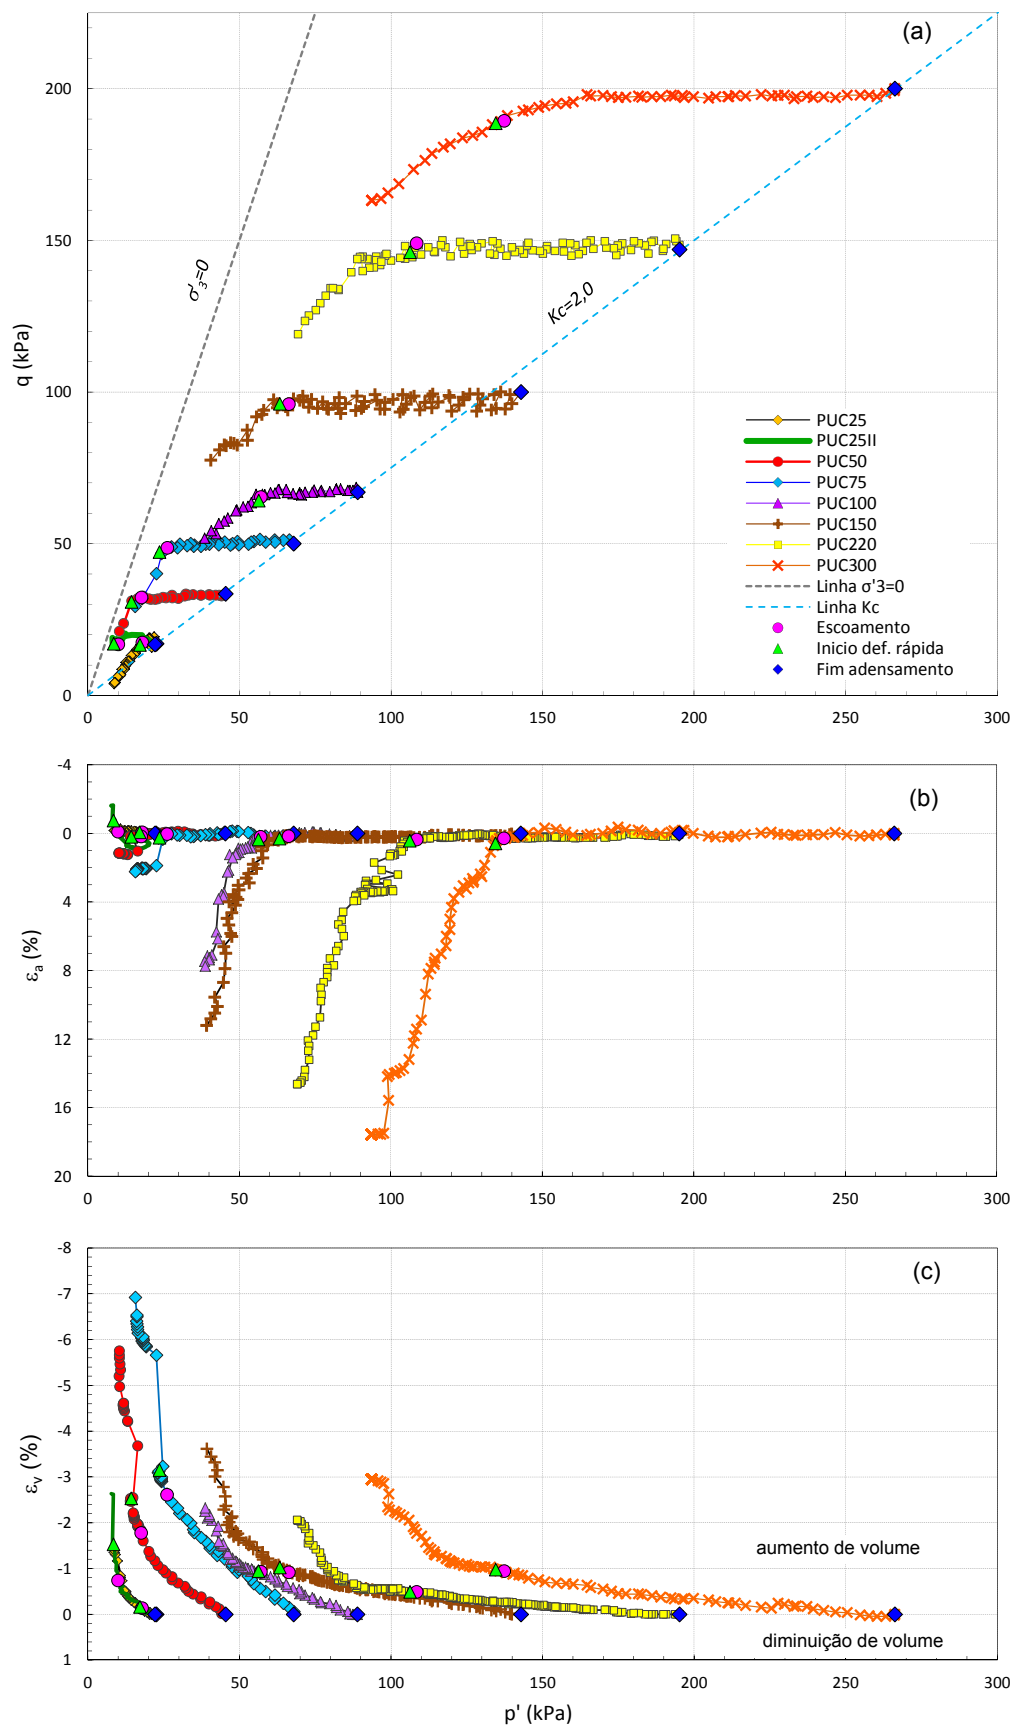 (a)
200
150
100
50
0
q (kPa)
σ'3=0
Kc=2,0
PUC25
PUC25II
PUC50
PUC75
PUC100
PUC150
PUC220
PUC300
Linha σ'3=0
Linha Kc
Escoamento
Inicio def. rápida
Fim adensamento
0 50 100 150 200 250 300
(b)
-4
0
4
8
12
16
20
εa (%)
0 50 100 150 200 250 300
(c)
-8
-7
-6
-5
-4
-3
-2
-1
0
1
εv (%)
aumento de volume
diminuição de volume
0 50 100 150 200 250 300
p' (kPa)